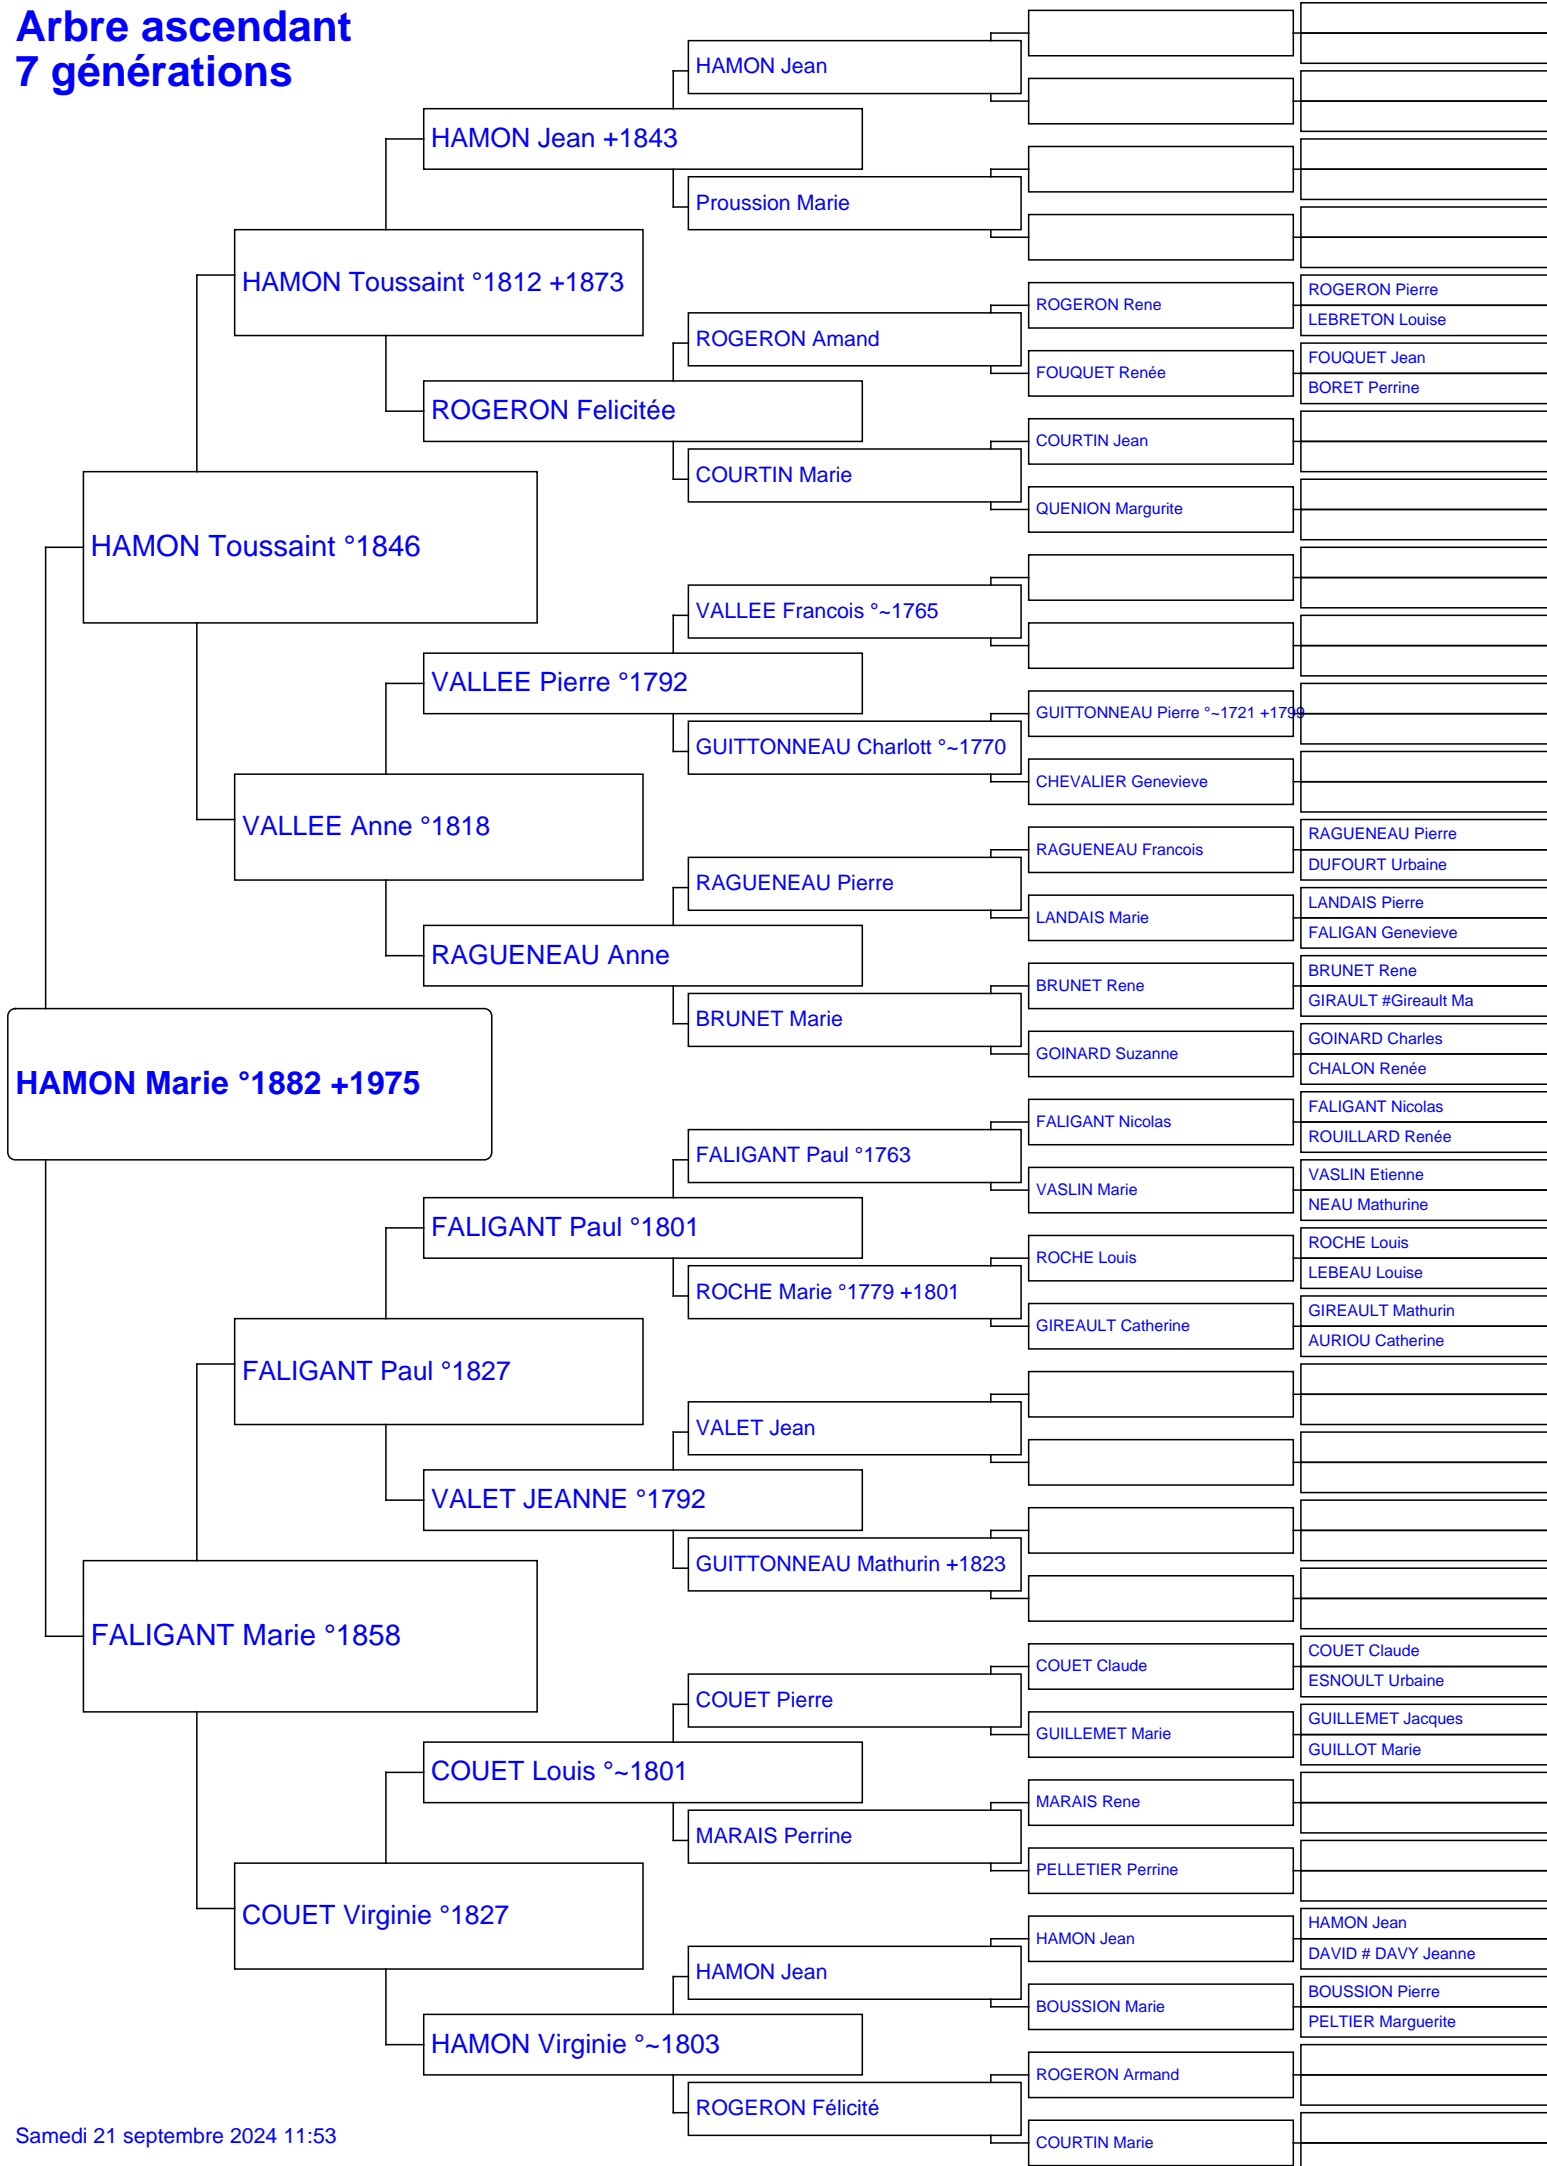 Arbre ascendant
7 générations
HAMON Jean
HAMON Jean +1843
Proussion Marie
HAMON Toussaint °1812 +1873
ROGERON Pierre
ROGERON Rene
LEBRETON Louise
ROGERON Amand
FOUQUET Jean
FOUQUET Renée
BORET Perrine
ROGERON Felicitée
COURTIN Jean
COURTIN Marie
QUENION Margurite
HAMON Toussaint °1846
VALLEE Francois °~1765
VALLEE Pierre °1792
GUITTONNEAU Pierre °~1721 +1799
GUITTONNEAU Charlott °~1770
CHEVALIER Genevieve
VALLEE Anne °1818
RAGUENEAU Pierre
RAGUENEAU Francois
DUFOURT Urbaine
RAGUENEAU Pierre
LANDAIS Pierre
LANDAIS Marie
FALIGAN Genevieve
RAGUENEAU Anne
BRUNET Rene
BRUNET Rene
GIRAULT #Gireault Ma
BRUNET Marie
GOINARD Charles
GOINARD Suzanne
CHALON Renée
HAMON Marie °1882 +1975
FALIGANT Nicolas
FALIGANT Nicolas
ROUILLARD Renée
FALIGANT Paul °1763
VASLIN Etienne
VASLIN Marie
NEAU Mathurine
FALIGANT Paul °1801
ROCHE Louis
ROCHE Louis
LEBEAU Louise
ROCHE Marie °1779 +1801
GIREAULT Mathurin
GIREAULT Catherine
AURIOU Catherine
FALIGANT Paul °1827
VALET Jean
VALET JEANNE °1792
GUITTONNEAU Mathurin +1823
FALIGANT Marie °1858
COUET Claude
COUET Claude
ESNOULT Urbaine
COUET Pierre
GUILLEMET Jacques
GUILLEMET Marie
GUILLOT Marie
COUET Louis °~1801
MARAIS Rene
MARAIS Perrine
PELLETIER Perrine
COUET Virginie °1827
HAMON Jean
HAMON Jean
DAVID # DAVY Jeanne
HAMON Jean
BOUSSION Pierre
BOUSSION Marie
PELTIER Marguerite
HAMON Virginie °~1803
ROGERON Armand
ROGERON Félicité
COURTIN Marie
Samedi 21 septembre 2024 11:53